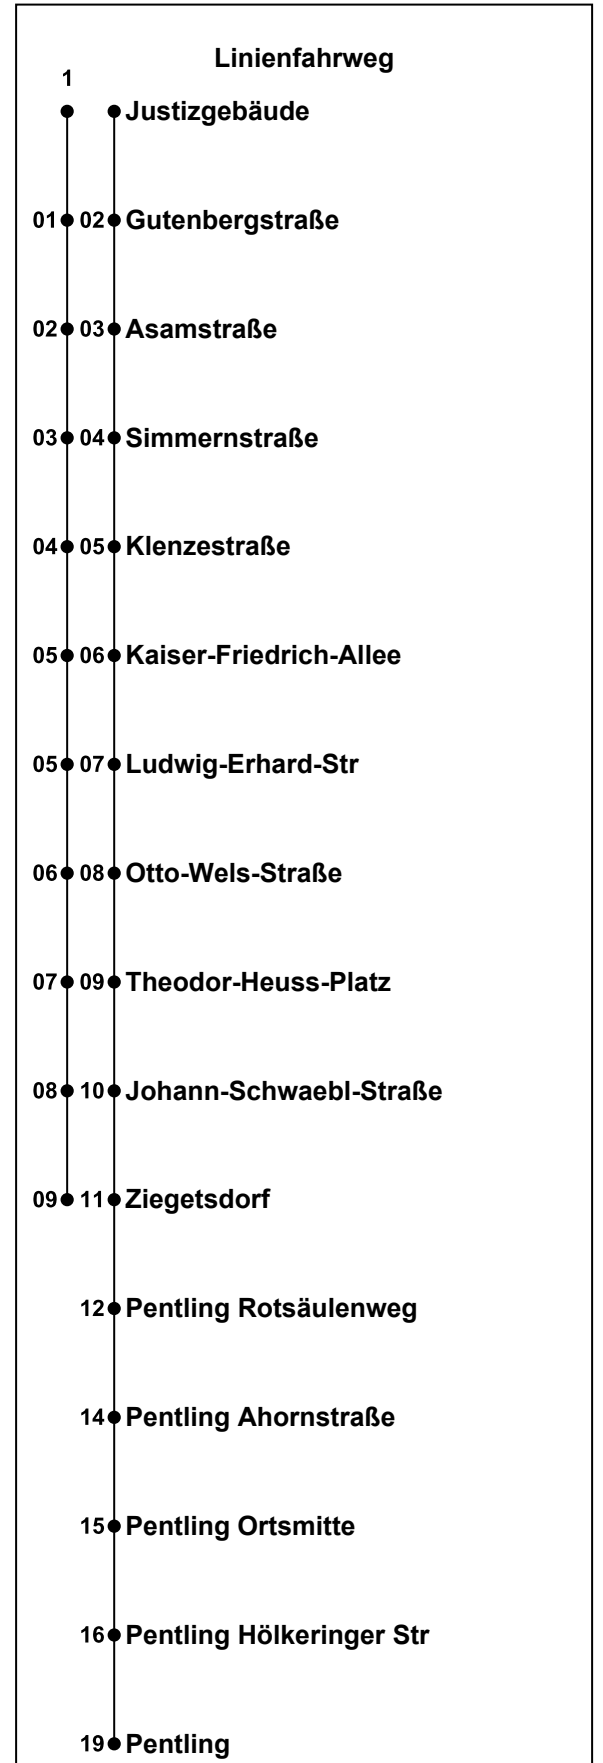 Linienfahrweg
1
Justizgebäude
01 02 Gutenbergstraße
02 03 Asamstraße
03 04 Simmernstraße
04 05 Klenzestraße
05 06 Kaiser-Friedrich-Allee
05 07 Ludwig-Erhard-Str
06 08 Otto-Wels-Straße
07 09 Theodor-Heuss-Platz
08 10 Johann-Schwaebl-Straße
09 11 Ziegetsdorf
12 Pentling Rotsäulenweg
14 Pentling Ahornstraße
15 Pentling Ortsmitte
16 Pentling Hölkeringer Str
19 Pentling